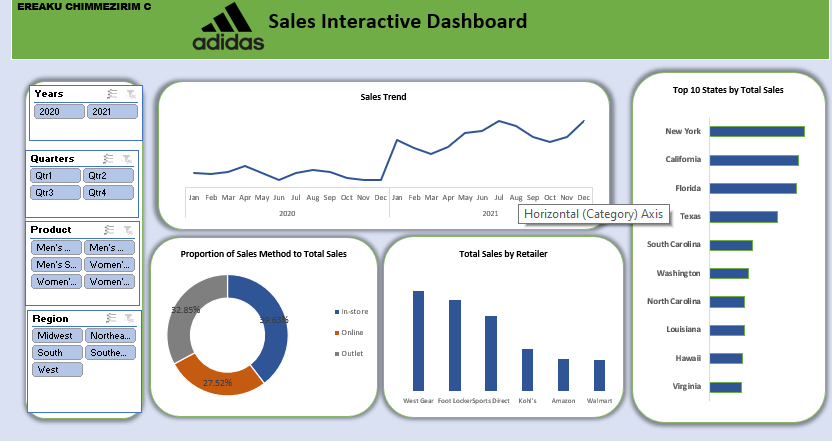 EREAKU CHIMMEZIRIM C
adidas
Sales Interactive Dashboard
Years
2020 2021
Quarters
Qtr1 Qtr2
Qtr3 Qtr4
Product
Men's ... Men's ...
Men's S... Women'...
Women'... Women'...
Region
Midwest Northea...
South Southe...
West
Sales Trend
Jan Feb Mar Apr May Jun Jul Aug Sep Oct Nov Dec Jan Feb Mar Apr May Jun Jul Aug Sep Oct Nov Dec
2020 2021
Horizontal (Category) Axis
Proportion of Sales Method to Total Sales
32.85%
39.63%
27.52%
In-store
Online
Outlet
Total Sales by Retailer
West Gear Foot Locker Sports Direct Kohl's Amazon Walmart
Top 10 States by Total Sales
New York
California
Florida
Texas
South Carolina
Washington
North Carolina
Louisiana
Hawaii
Virginia